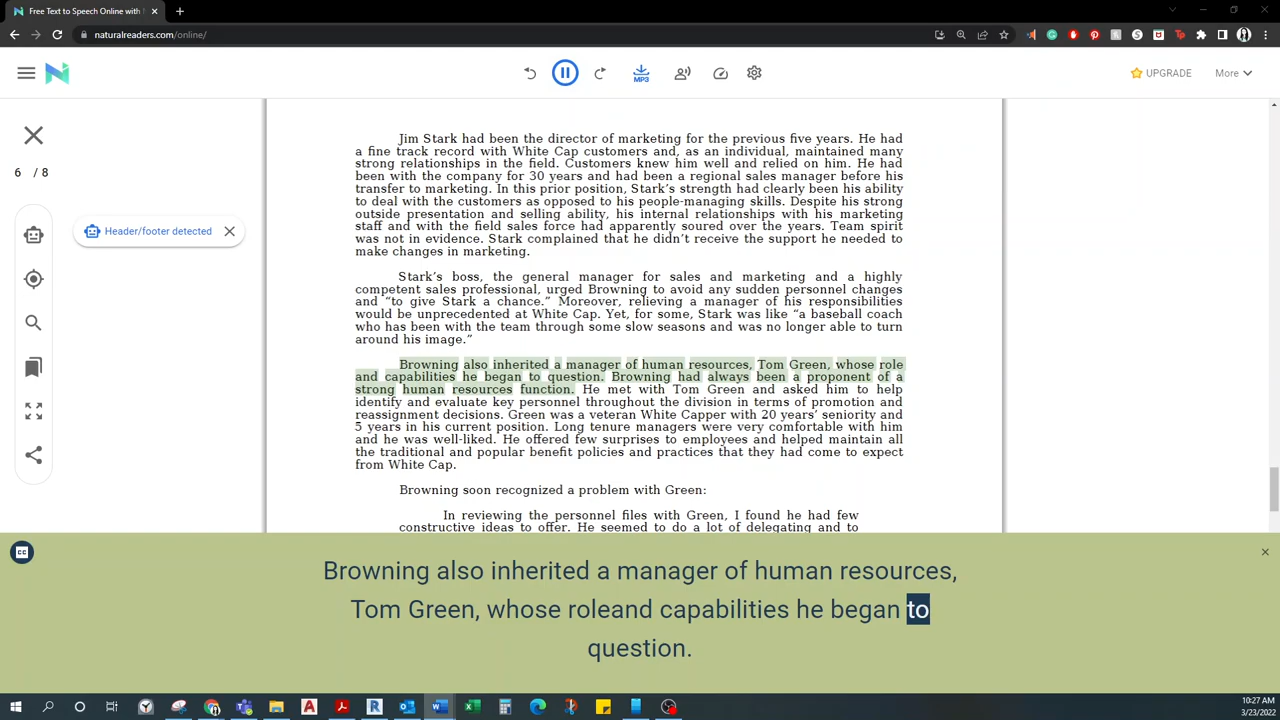 Free Text to Speech Online with
naturalreaders.com/online/
MP3
UPGRADE
More
6 / 8
Header/footer detected
Jim Stark had been the director of marketing for the previous five years. He had
a fine track record with White Cap customers and, as an individual, maintained many
strong relationships in the field. Customers knew him well and relied on him. He had
been with the company for 30 years and had been a regional sales manager before his
transfer to marketing. In this prior position, Stark’s strength had clearly been his ability
to deal with the customers as opposed to his people-managing skills. Despite his strong
outside presentation and selling ability, his internal relationships with his marketing
staff and with the field sales force had apparently soured over the years. Team spirit
was not in evidence. Stark complained that he didn’t receive the support he needed to
make changes in marketing.
Stark’s boss, the general manager for sales and marketing and a highly
competent sales professional, urged Browning to avoid any sudden personnel changes
and “to give Stark a chance.” Moreover, relieving a manager of his responsibilities
would be unprecedented at White Cap. Yet, for some, Stark was like “a baseball coach
who has been with the team through some slow seasons and was no longer able to turn
around his image.”
Browning also inherited a manager of human resources, Tom Green, whose role
and capabilities he began to question. Browning had always been a proponent of a
strong human resources function. He met with Tom Green and asked him to help
identify and evaluate key personnel throughout the division in terms of promotion and
reassignment decisions. Green was a veteran White Capper with 20 years’ seniority and
5 years in his current position. Long tenure managers were very comfortable with him
and he was well-liked. He offered few surprises to employees and helped maintain all
the traditional and popular benefit policies and practices that they had come to expect
from White Cap.
Browning soon recognized a problem with Green:
In reviewing the personnel files with Green, I found he had few
constructive ideas to offer. He seemed to do a lot of delegating and to
CC
Browning also inherited a manager of human resources,
Tom Green, whose roleand capabilities he began to
question.
10:27 AM
3/23/2022